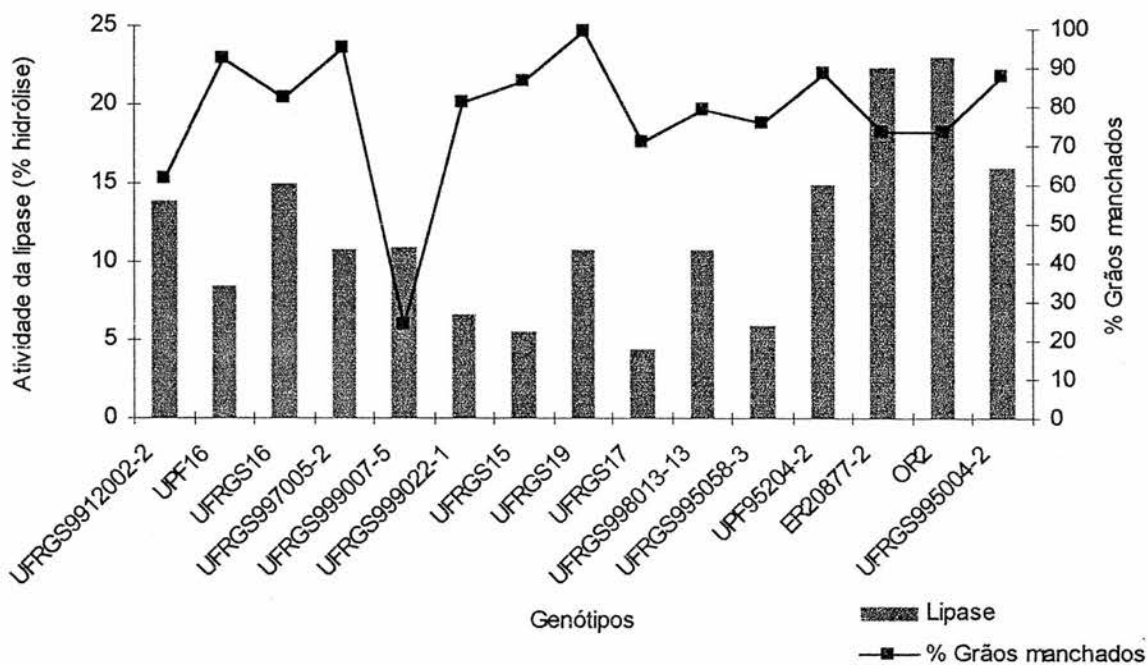 Atividade da lipase (% hidrólise)
25
20
15
10
5
0
100
90
80
70
60
50
40
30
20
10
0
% Grãos manchados
UFRGS9912002-2
UPF16
UFRGS16
UFRGS997005-2
UFRGS999007-5
UFRGS999022-1
UFRGS15
UFRGS19
UFRGS17
UFRGS998013-13
UFRGS995058-3
UPF95204-2
ER20877-2
OR2
UFRGS995004-2
Genótipos
Lipase
% Grãos manchados